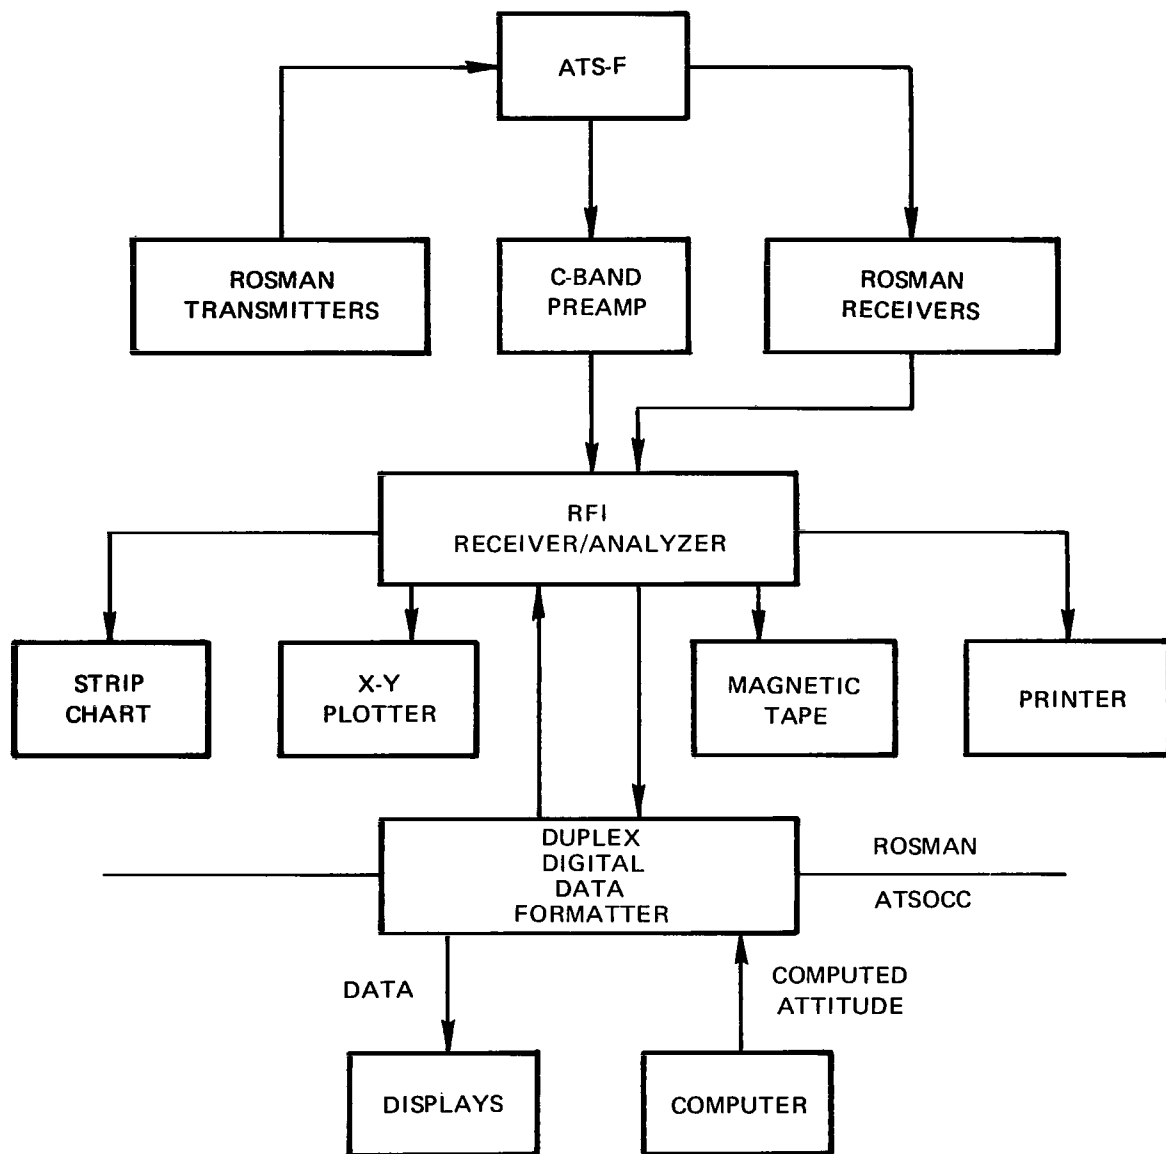 ATS-F
ROSMAN
TRANSMITTERS
C-BAND
PREAMP
ROSMAN
RECEIVERS
RFI
RECEIVER/ANALYZER
STRIP
CHART
X-Y
PLOTTER
MAGNETIC
TAPE
PRINTER
DUPLEX
DIGITAL
DATA
FORMATTER
ROSMAN
ATSOCC
DATA
COMPUTED
ATTITUDE
DISPLAYS
COMPUTER